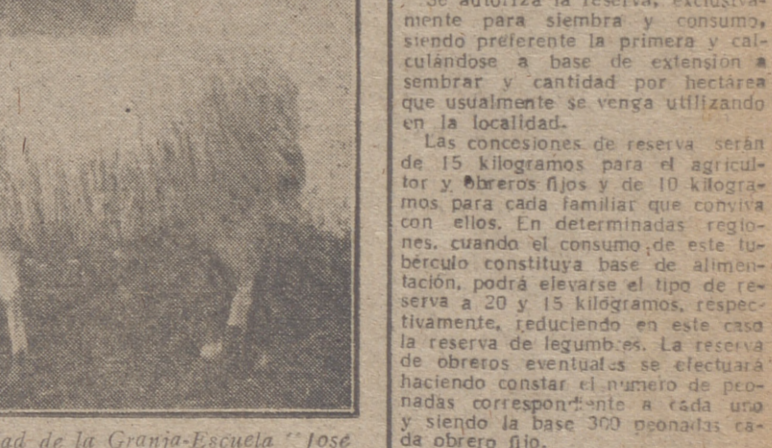 Se autoriza la reserva, exclusiva-
mente para siembra y consumo,
siendo preferente la primera y cal-
culándose a base de extensión a
sembrar y cantidad por hectárea
que usualmente se venga utilizando
en la localidad.
Las concesiones de reserva serán
de 15 kilogramos para el agricul-
tor y obreros fijos y de 10 kilogra-
mos para cada familiar que conviva
con ellos. En determinadas regio-
nes, cuando el consumo de este tu-
bérculo constituya base de alimen-
tación, podrá elevarse el tipo de re-
serva a 20 y 15 kilogramos, respec-
tivamente, reduciendo en este caso
la reserva de legumbres. La reserva
de obreros eventuales se efectuará
haciendo constar el número de peo-
nadas correspondiente a cada uno
y siendo la base 300 peonadas ca-
da obrero fijo.
ad de la Granja-Escuela "José